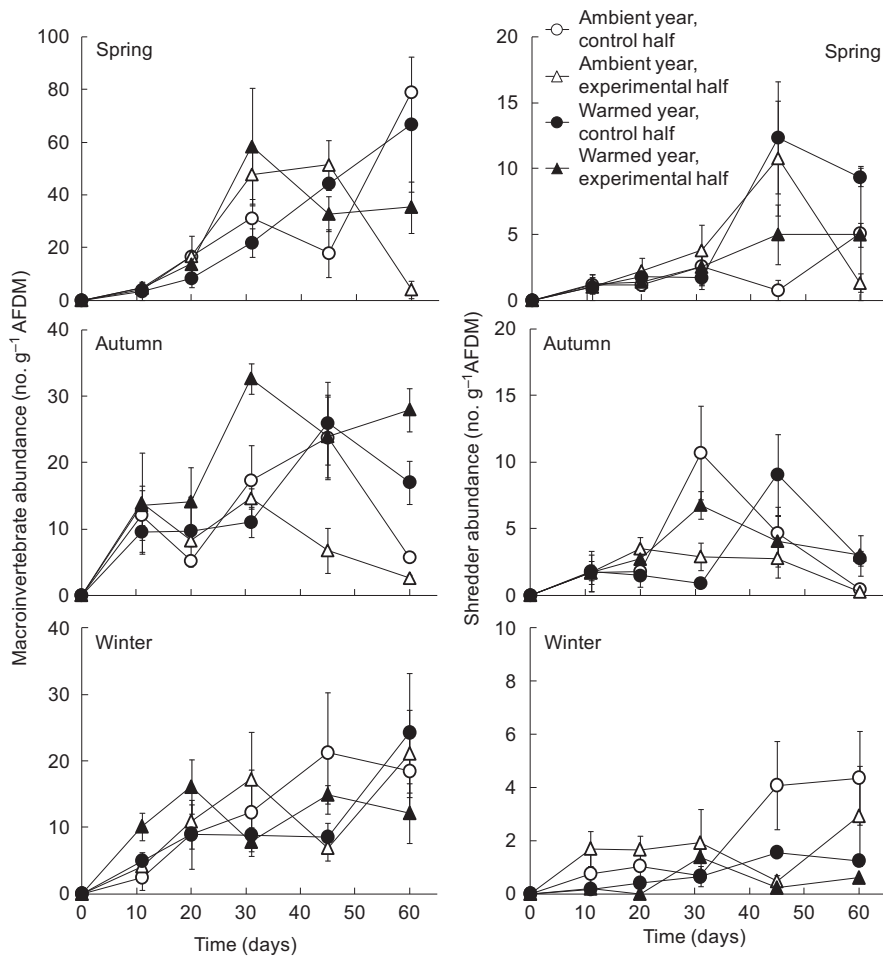 100
80
60
40
20
0
Spring
20
15
10
5
0
Spring
Ambient year,
control half
Ambient year,
experimental half
Warmed year,
control half
Warmed year,
experimental half
Macroinvertebrate abundance (no. g⁻¹ AFDM)
40
30
20
10
0
Autumn
Shredder abundance (no. g⁻¹AFDM)
20
15
10
5
0
Autumn
40
30
20
10
0
Winter
0 10 20 30 40 50 60
Time (days)
10
8
6
4
2
0
Winter
0 10 20 30 40 50 60
Time (days)